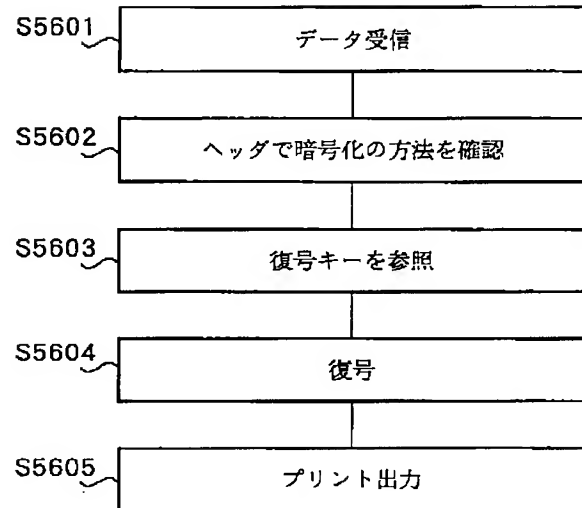 S5601
データ受信
S5602
ヘッダで暗号化の方法を確認
S5603
復号キーを参照
S5604
復号
S5605
プリント出力